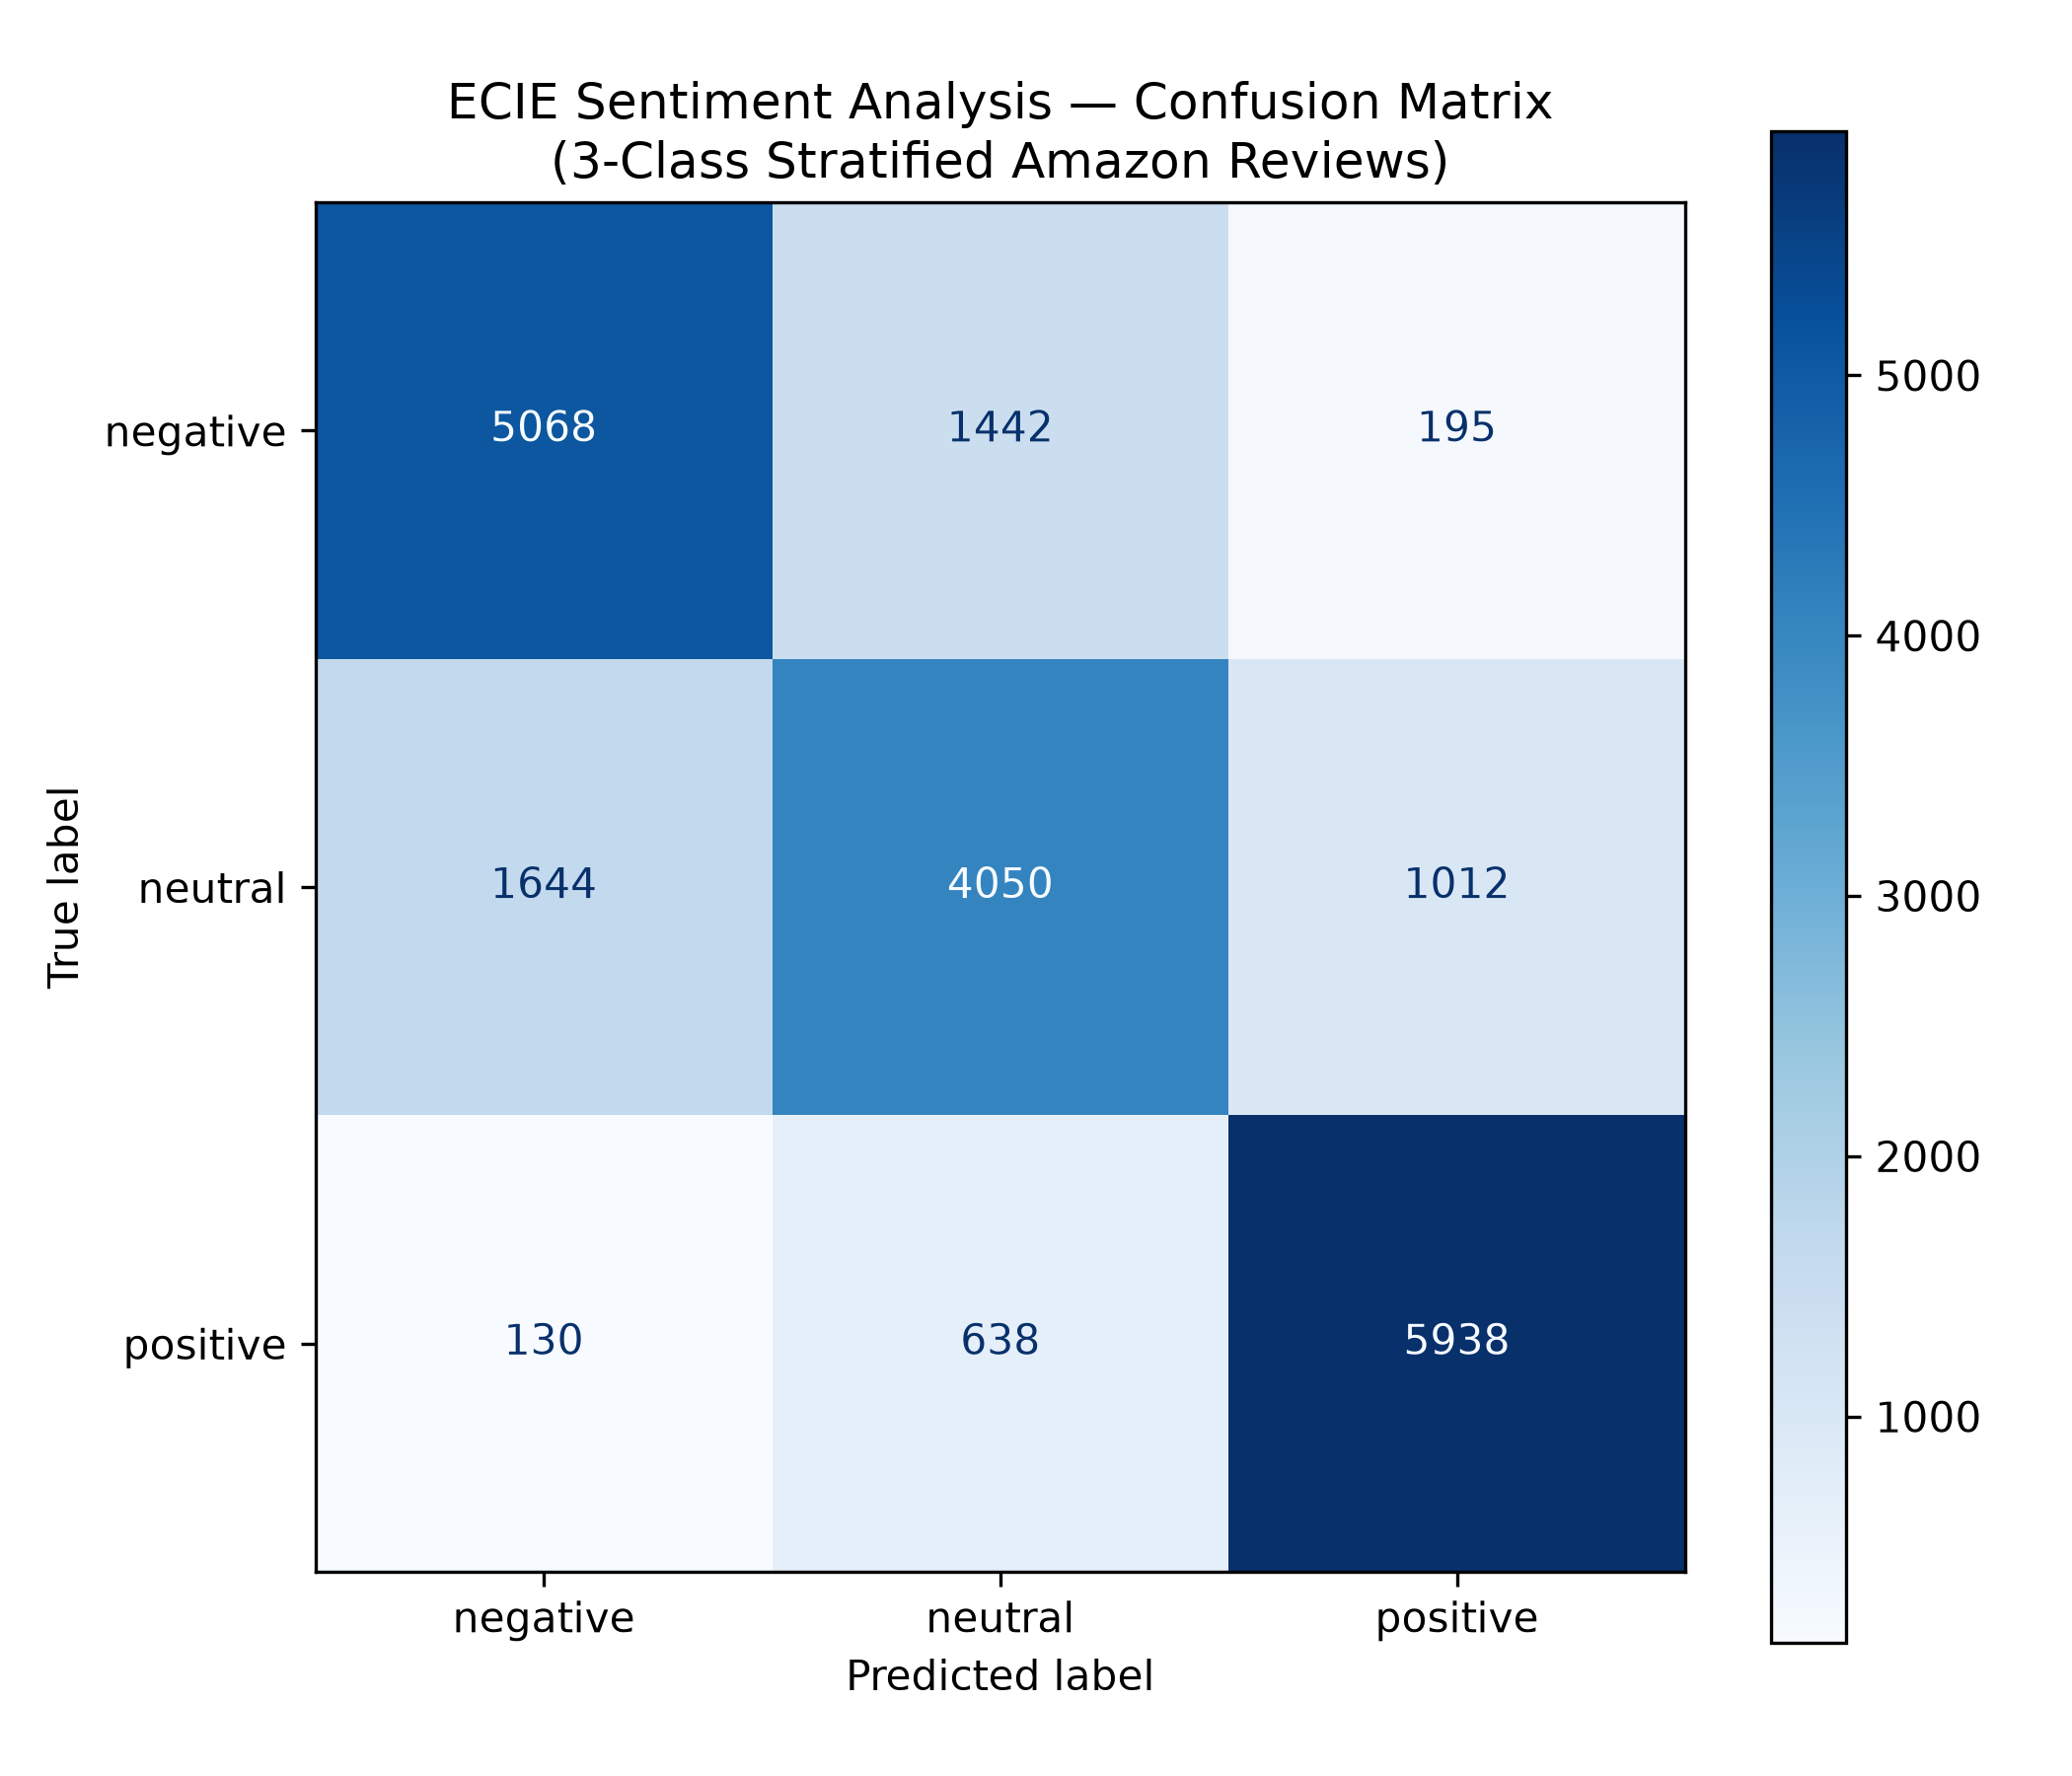 ECIE Sentiment Analysis — Confusion Matrix
(3-Class Stratified Amazon Reviews)
negative
5068
1442
195
neutral
1644
4050
1012
positive
130
638
5938
negative
neutral
positive
Predicted label
True label
5000
4000
3000
2000
1000